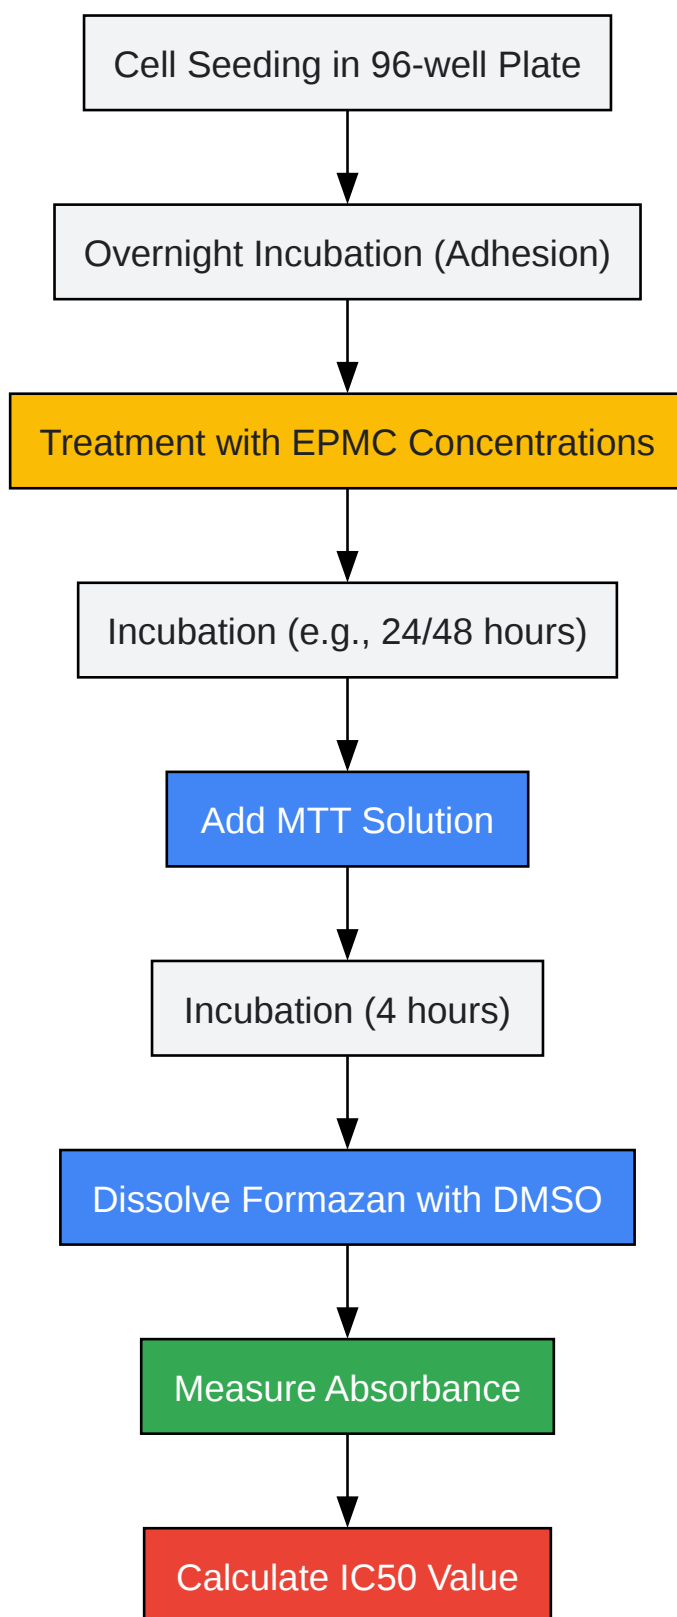 Cell Seeding in 96-well Plate
Overnight Incubation (Adhesion)
Treatment with EPMC Concentrations
Incubation (e.g., 24/48 hours)
Add MTT Solution
Incubation (4 hours)
Dissolve Formazan with DMSO
Measure Absorbance
Calculate IC50 Value